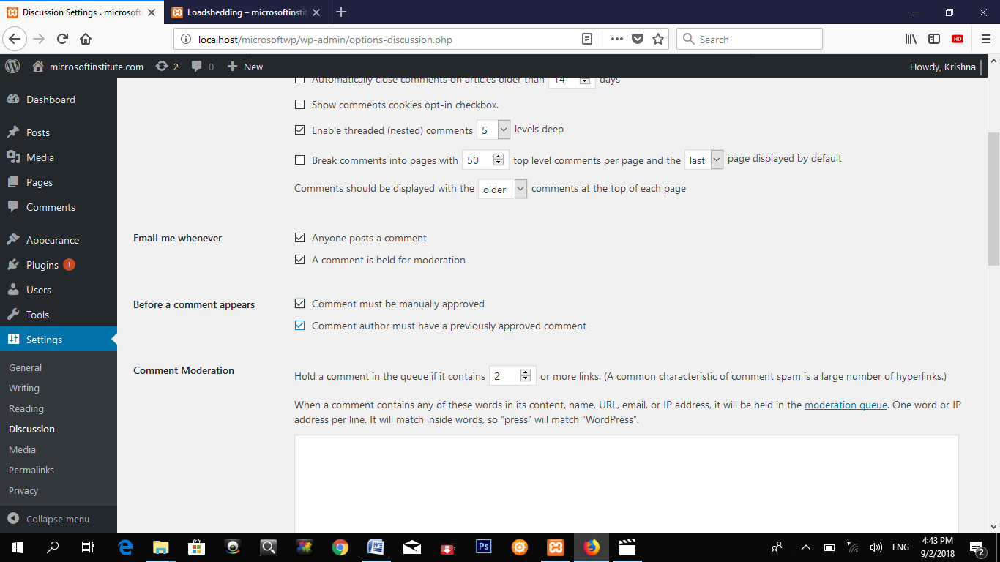 Discussion Settings ‹ microsoft
Loadshedding – microsoftinstit
localhost/microsoftwp/wp-admin/options-discussion.php
Search
HD
microsoftinstitute.com
2
0
New
Howdy, Krishna
Dashboard
Posts
Media
Pages
Comments
Appearance
Plugins 1
Users
Tools
Settings
General
Writing
Reading
Discussion
Media
Permalinks
Privacy
Collapse menu
Automatically close comments on articles older than 14 days
Show comments cookies opt-in checkbox.
Enable threaded (nested) comments 5 levels deep
Break comments into pages with 50 top level comments per page and the last page displayed by default
Comments should be displayed with the older comments at the top of each page
Email me whenever
Anyone posts a comment
A comment is held for moderation
Before a comment appears
Comment must be manually approved
Comment author must have a previously approved comment
Comment Moderation
Hold a comment in the queue if it contains 2 or more links. (A common characteristic of comment spam is a large number of hyperlinks.)
When a comment contains any of these words in its content, name, URL, email, or IP address, it will be held in the moderation queue. One word or IP
address per line. It will match inside words, so “press” will match “WordPress”.
Ps
ENG
4:43 PM
9/2/2018
2